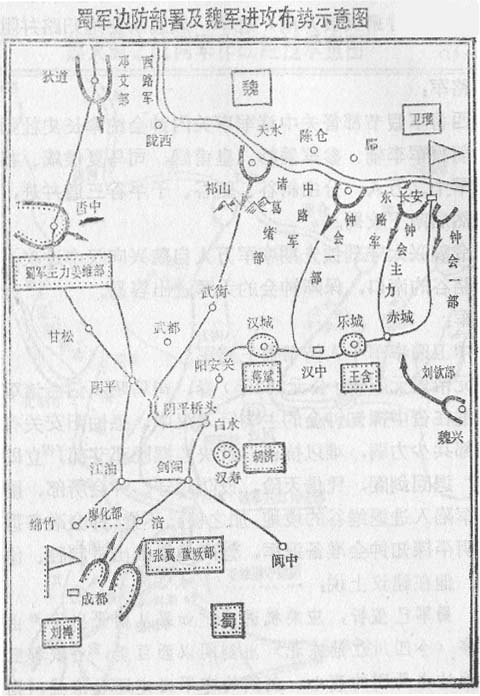 蜀军边防部署及魏军进攻布势示意图
狄道
邓艾部
西路军
魏
卫瓘
陇西
天水
陈仓
郿
祁山
诸葛绪部
中路军
钟会部
东路军
长安
钟会主力
钟会部
沓中
蜀军主力姜维部
武街
甘松
武都
汉城
乐城
赤城
阳安关
蒋斌
汉中
王含
刘钦部
魏兴
阴平
阴平桥头
白水
江油
剑阁
胡济
汉寿
绵竹
廖化部
涪
张翼、董厥部
阆中
成都
刘禅
蜀